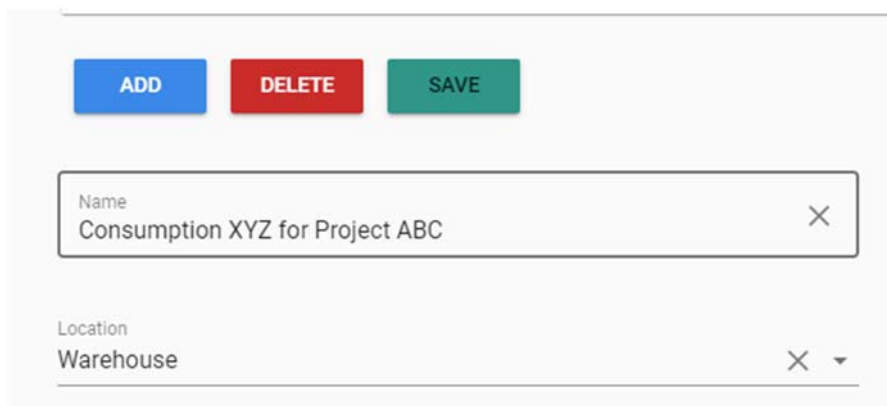 ADD DELETE SAVE
Name
Consumption XYZ for Project ABC
Location
Warehouse